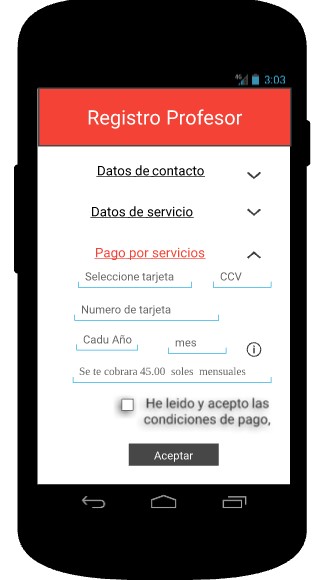 4G 3:03
Registro Profesor
Datos de contacto
Datos de servicio
Pago por servicios
Seleccione tarjeta CCV
Numero de tarjeta
Cadu Año mes
Se te cobrara 45.00 soles mensuales
He leido y acepto las
condiciones de pago,
Aceptar